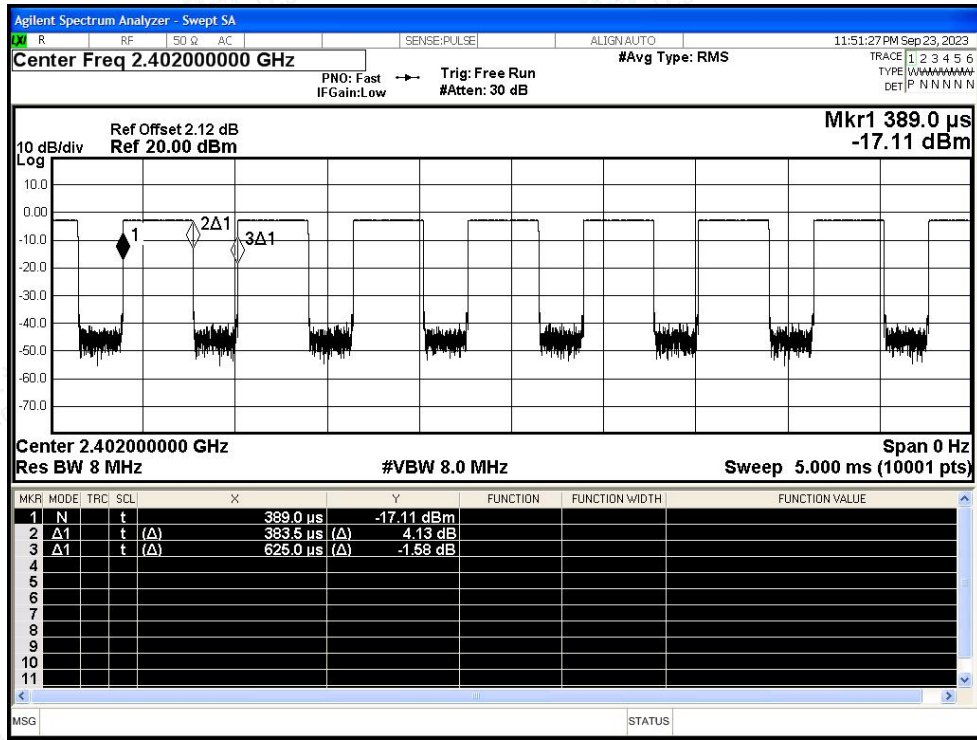 Agilent Spectrum Analyzer - Swept SA
LXI R RF 50 Ω AC SENSE:PULSE ALIGN AUTO 11:51:27 PM Sep 23, 2023
Center Freq 2.402000000 GHz #Avg Type: RMS TRACE 1 2 3 4 5 6
PNO: Fast Trig: Free Run TYPE WWWWWW
IFGain:Low #Atten: 30 dB DET P N N N N N
Ref Offset 2.12 dB Mkr1 389.0 µs
10 dB/div Ref 20.00 dBm -17.11 dBm
Log
10.0
0.00
-10.0
-20.0
-30.0
-40.0
-50.0
-60.0
-70.0
1 2Δ1 3Δ1
Center 2.402000000 GHz Span 0 Hz
Res BW 8 MHz #VBW 8.0 MHz Sweep 5.000 ms (10001 pts)
MKR MODE TRC SCL X Y FUNCTION FUNCTION WIDTH FUNCTION VALUE
1 N t 389.0 µs -17.11 dBm
2 Δ1 t (Δ) 383.5 µs (Δ) 4.13 dB
3 Δ1 t (Δ) 625.0 µs (Δ) -1.58 dB
4
5
6
7
8
9
10
11
MSG STATUS